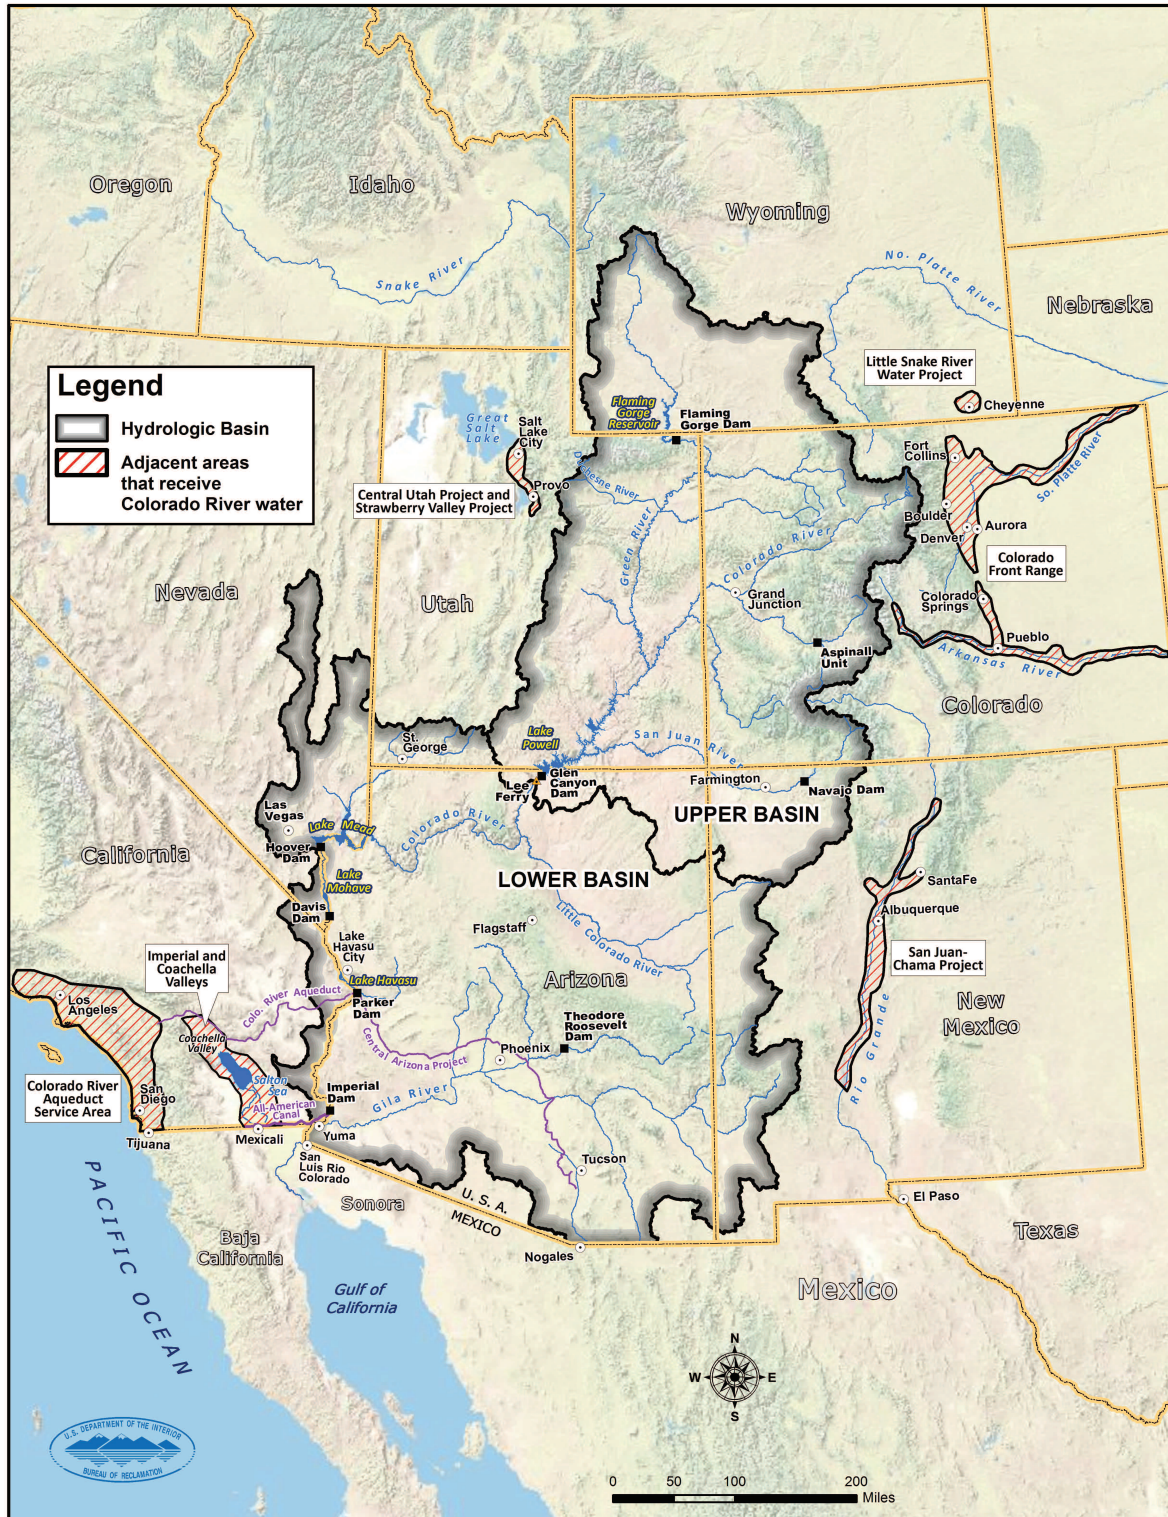 Oregon
Idaho
Wyoming
Snake River
No. Platte River
Nebraska
Legend
Hydrologic Basin
Adjacent areas
that receive
Colorado River water
Great
Salt
Lake
Salt
Lake
City
Provo
Central Utah Project and
Strawberry Valley Project
Flaming
Gorge
Reservoir
Flaming
Gorge Dam
Little Snake River
Water Project
Cheyenne
Fort
Collins
So. Platte River
Boulder
Denver
Aurora
Colorado
Front Range
Colorado
Springs
Pueblo
Arkansas River
Colorado
Duchesne River
Green River
Colorado River
Grand
Junction
Aspinall
Unit
Nevada
Utah
St.
George
Lake
Powell
San Juan River
Lee
Ferry
Glen
Canyon
Dam
Farmington
Navajo Dam
UPPER BASIN
Las
Vegas
Lake Mead
Hoover
Dam
Colorado River
California
Lake
Mohave
LOWER BASIN
Davis
Dam
Flagstaff
Little Colorado River
SantaFe
Albuquerque
San Juan-
Chama Project
Lake
Havasu
City
Lake Havasu
Arizona
New
Mexico
Imperial and
Coachella
Valleys
Los
Angeles
Colo. River Aqueduct
Parker
Dam
Central Arizona Project
Theodore
Roosevelt
Dam
Phoenix
Rio Grande
Coachella
Valley
Colorado River
Aqueduct
Service Area
San
Diego
Salton
Sea
All-American
Canal
Imperial
Dam
Gila River
Tijuana
Mexicali
Yuma
San
Luis Rio
Colorado
Tucson
Sonora
U. S. A.
MEXICO
Nogales
El Paso
Texas
Baja
California
Gulf of
California
Mexico
PACIFIC OCEAN
N
W
E
S
U.S. DEPARTMENT OF THE INTERIOR
BUREAU OF RECLAMATION
0 50 100 200
Miles